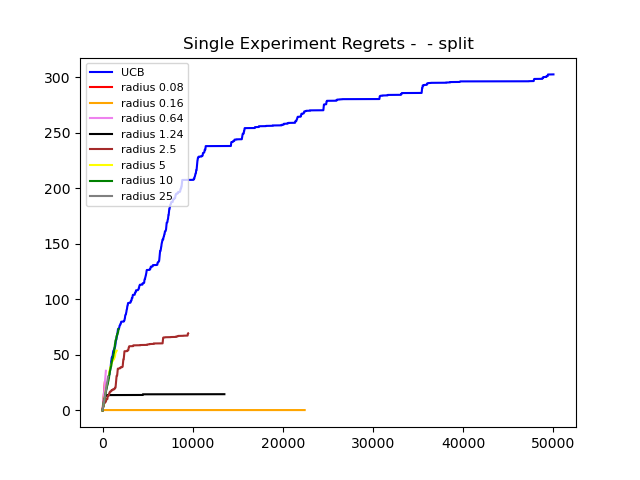 Single Experiment Regrets -  - split
UCB
radius 0.08
radius 0.16
radius 0.64
radius 1.24
radius 2.5
radius 5
radius 10
radius 25
300
250
200
150
100
50
0
0 10000 20000 30000 40000 50000